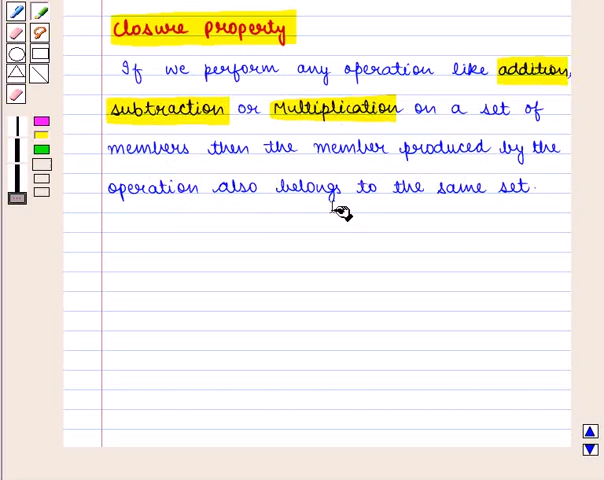 Closure property
If we perform any operation like addition,
subtraction or Multiplication on a set of
members then the member produced by the
operation also belongs to the same set.